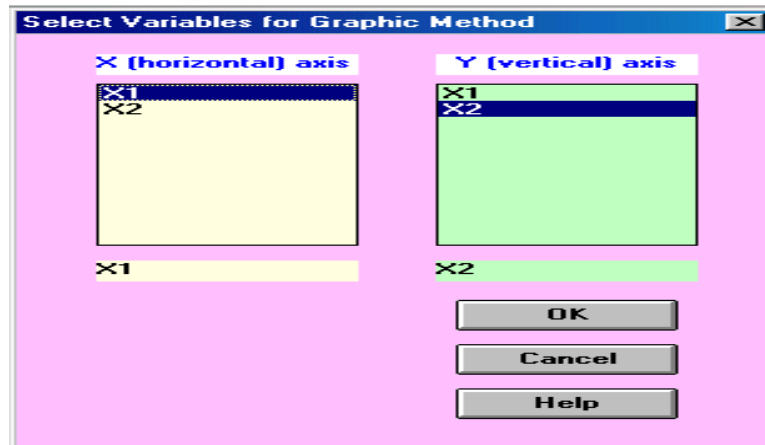 Select Variables for Graphic Method
X (horizontal) axis
Y (vertical) axis
X1
X2
X1
X2
X1
X2
OK
Cancel
Help